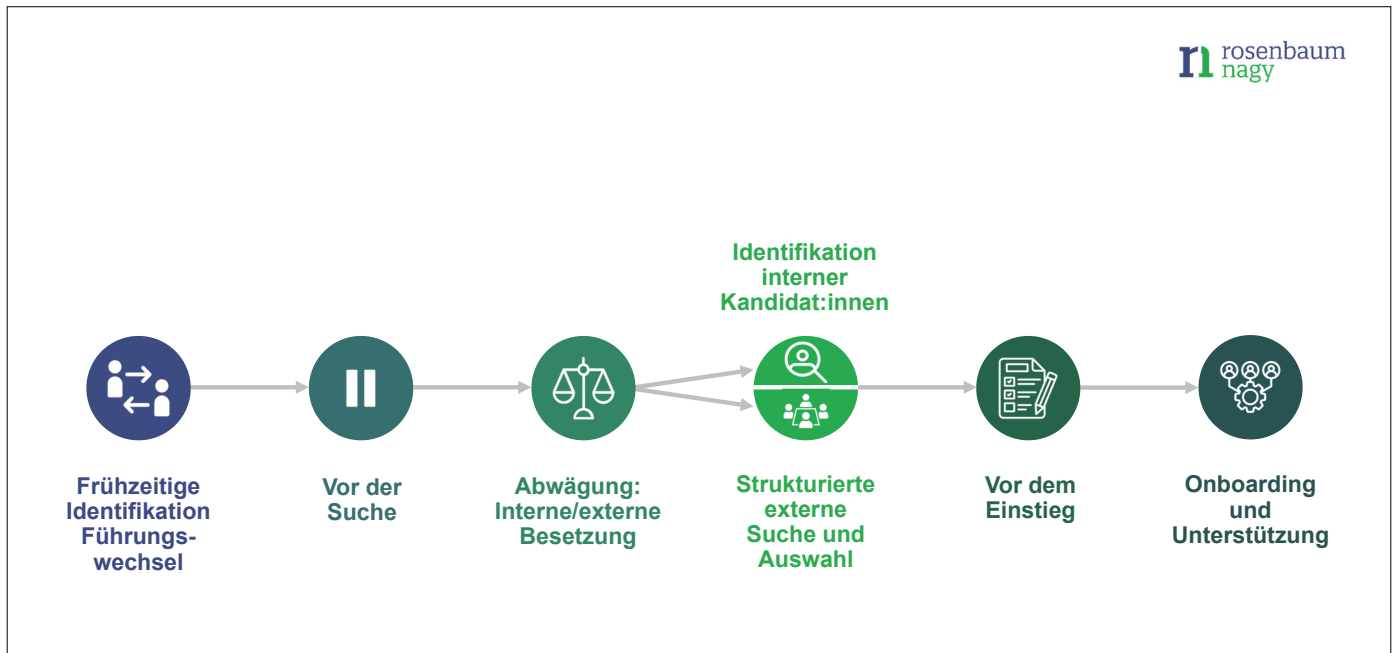 rosenbaum
nagy
Identifikation
interner
Kandidat:innen
Frühzeitige
Identifikation
Führungs-
wechsel
Vor der
Suche
Abwägung:
Interne/externe
Besetzung
Strukturierte
externe
Suche und
Auswahl
Vor dem
Einstieg
Onboarding
und
Unterstützung